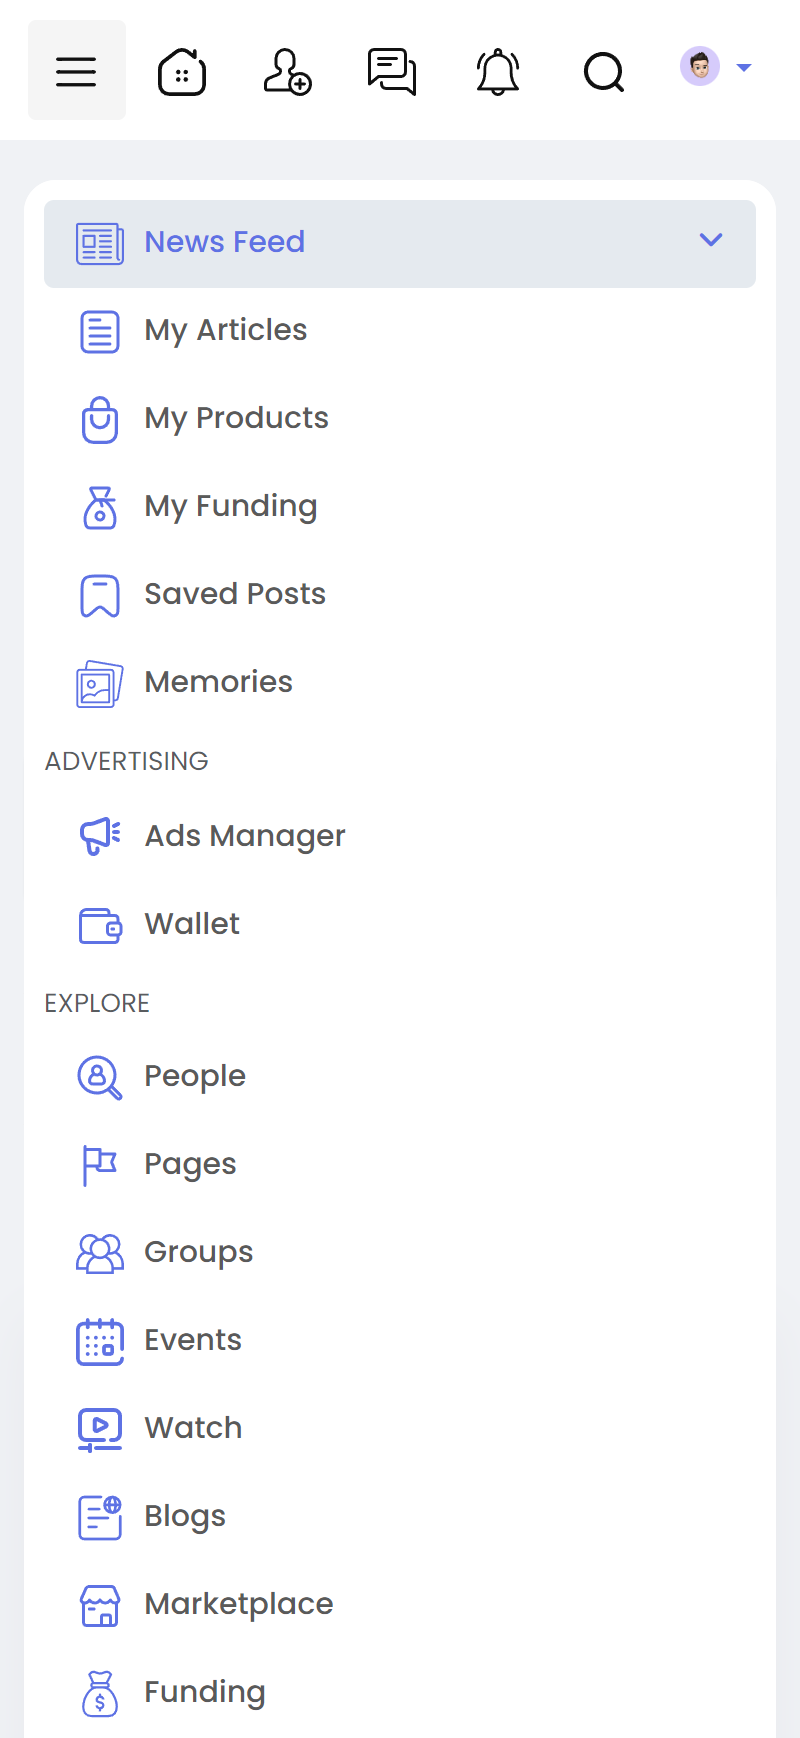 News Feed
My Articles
My Products
My Funding
Saved Posts
Memories
ADVERTISING
Ads Manager
Wallet
EXPLORE
People
Pages
Groups
Events
Watch
Blogs
Marketplace
Funding